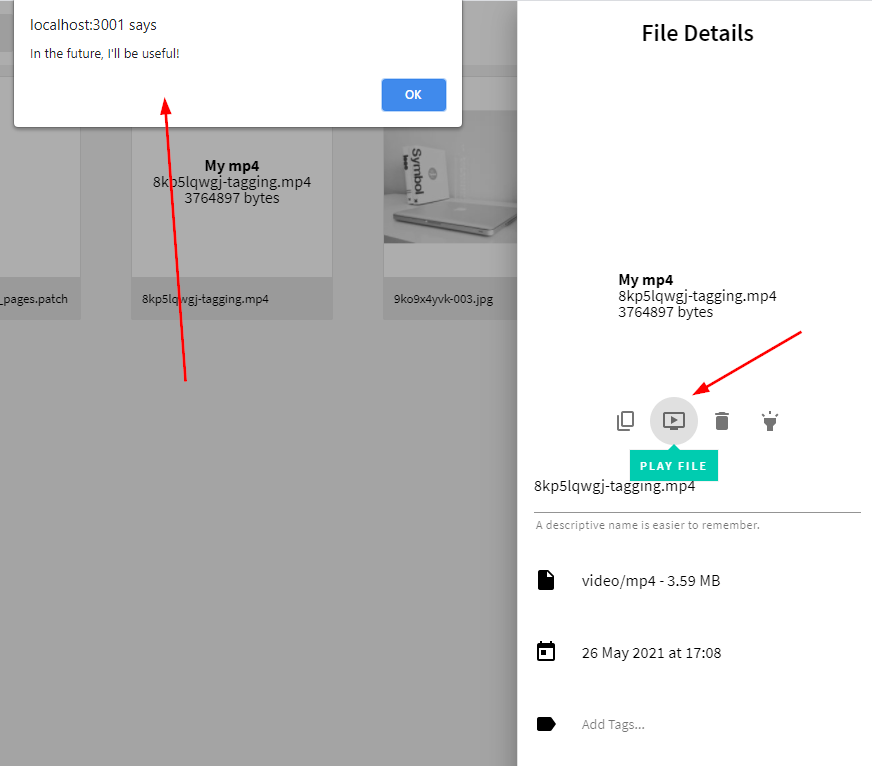 localhost:3001 says
In the future, I'll be useful!
OK
My mp4
8kp5lqwgj-tagging.mp4
3764897 bytes
Symbol
_pages.patch
8kp5lqwgj-tagging.mp4
9ko9x4yvk-003.jpg
File Details
My mp4
8kp5lqwgj-tagging.mp4
3764897 bytes
PLAY FILE
8kp5lqwgj-tagging.mp4
A descriptive name is easier to remember.
video/mp4 - 3.59 MB
26 May 2021 at 17:08
Add Tags...